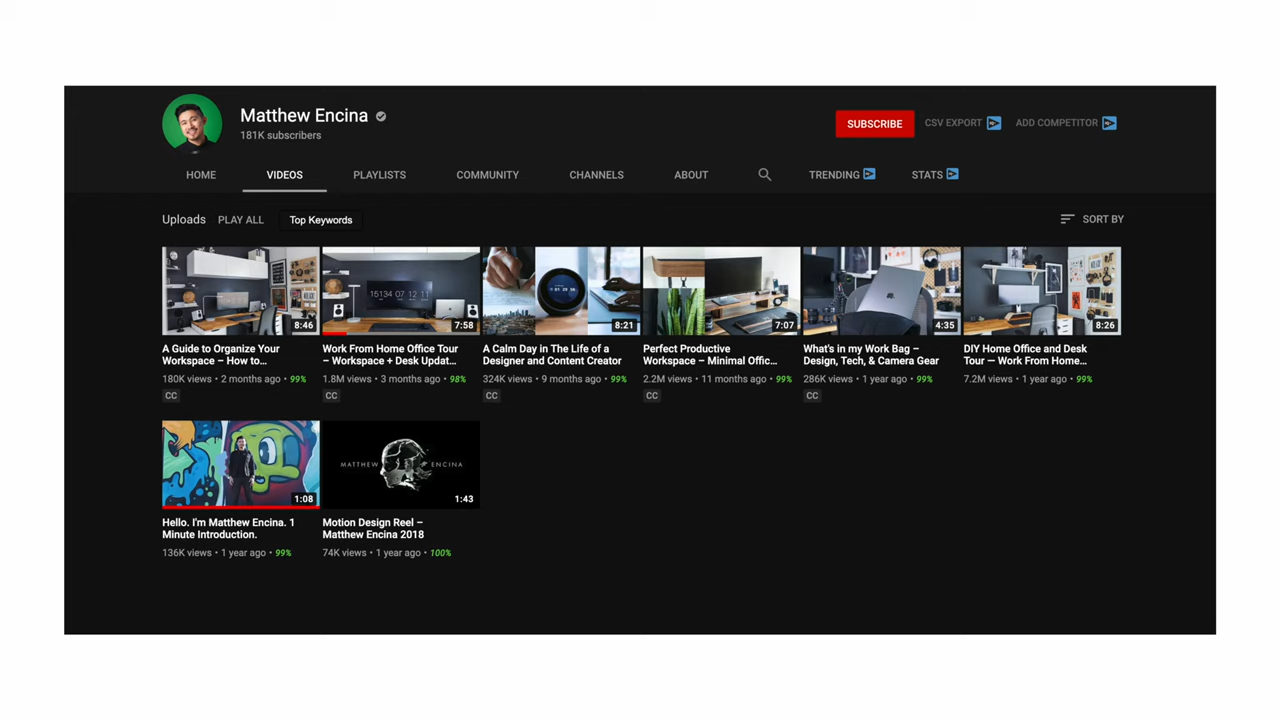 Matthew Encina
181K subscribers
SUBSCRIBE
CSV EXPORT
ADD COMPETITOR
HOME
VIDEOS
PLAYLISTS
COMMUNITY
CHANNELS
ABOUT
TRENDING
STATS
Uploads
PLAY ALL
Top Keywords
SORT BY
8:46
A Guide to Organize Your
Workspace – How to...
180K views • 2 months ago • 99%
CC
15134 07 12 11
7:58
Work From Home Office Tour
– Workspace + Desk Updat...
1.8M views • 3 months ago • 98%
CC
8:21
A Calm Day in The Life of a
Designer and Content Creator
324K views • 9 months ago • 99%
CC
7:07
Perfect Productive
Workspace – Minimal Offic...
2.2M views • 11 months ago • 99%
CC
4:35
What's in my Work Bag –
Design, Tech, & Camera Gear
286K views • 1 year ago • 99%
CC
8:26
DIY Home Office and Desk
Tour — Work From Home...
7.2M views • 1 year ago • 99%
1:08
Hello. I'm Matthew Encina. 1
Minute Introduction.
136K views • 1 year ago • 99%
MATTHEW ENCINA
1:43
Motion Design Reel –
Matthew Encina 2018
74K views • 1 year ago • 100%